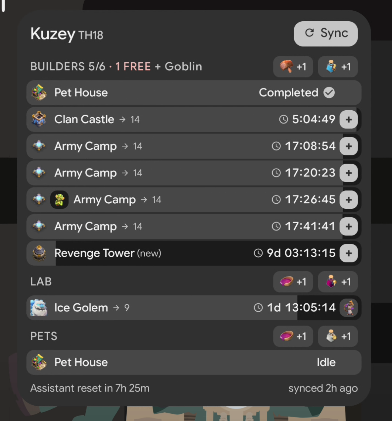 Kuzey TH18 Sync
BUILDERS 5/6 · 1 FREE + Goblin +1 +1
Pet House Completed
Clan Castle → 14 5:04:49 +
Army Camp → 14 17:08:54 +
Army Camp → 14 17:20:23 +
Army Camp → 14 17:26:45 +
Army Camp → 14 17:41:41 +
Revenge Tower (new) 9d 03:13:15 +
LAB +1 +1
Ice Golem → 9 1d 13:05:14
PETS +1 +1
Pet House Idle
Assistant reset in 7h 25m synced 2h ago